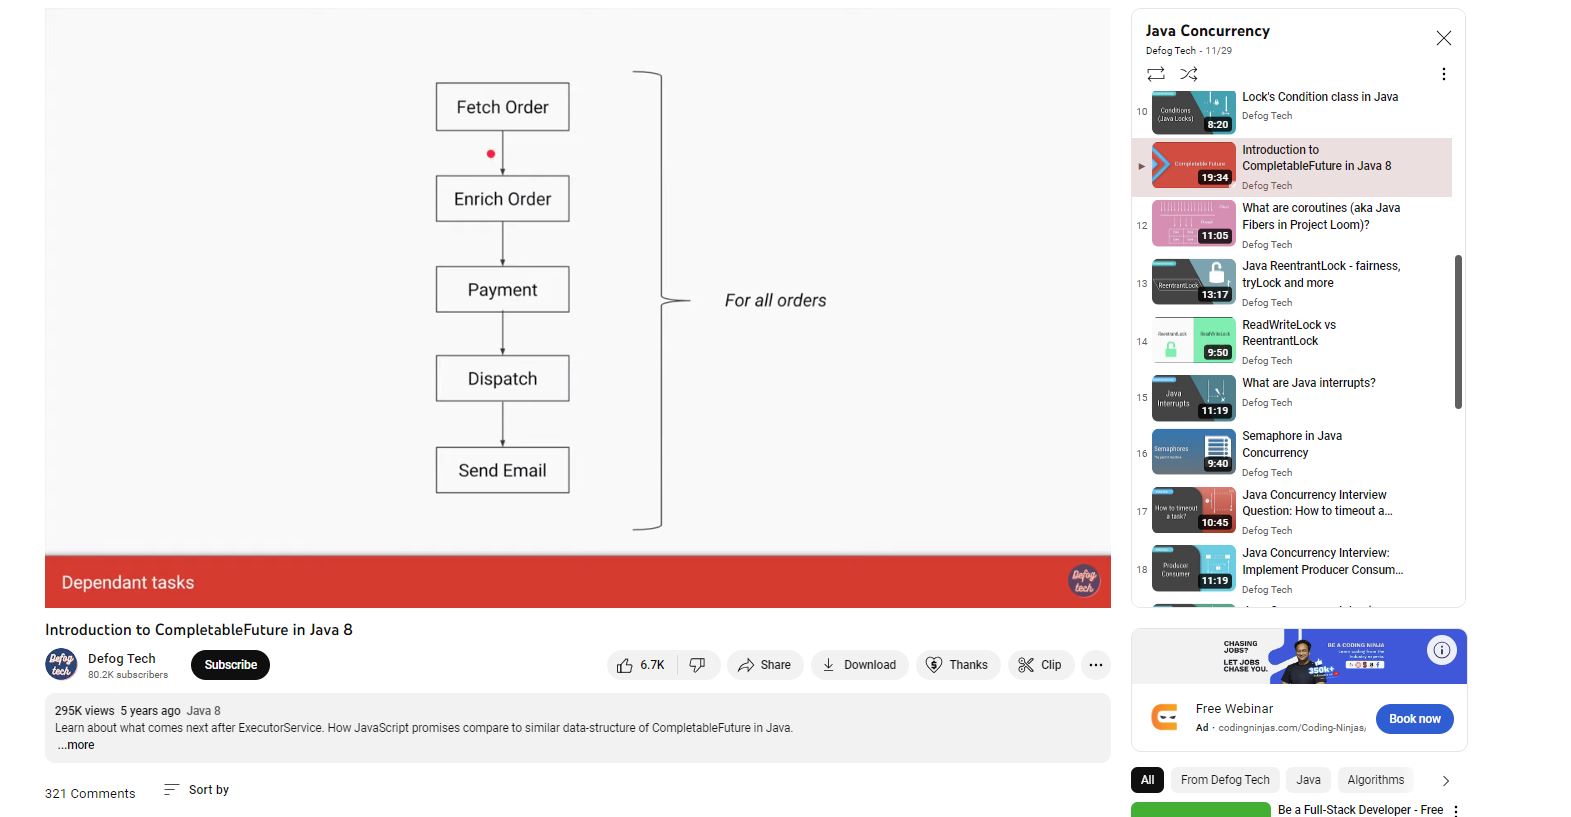 Fetch Order
Enrich Order
Payment
Dispatch
Send Email
For all orders
Dependant tasks
Defog
tech
Introduction to CompletableFuture in Java 8
Defog
tech
Defog Tech
80.2K subscribers
Subscribe
6.7K
Share
Download
Thanks
Clip
295K views 5 years ago Java 8
Learn about what comes next after ExecutorService. How JavaScript promises compare to similar data-structure of CompletableFuture in Java.
...more
321 Comments
Sort by
Java Concurrency
Defog Tech - 11/29
10
Conditions
(Java Locks)
8:20
Lock's Condition class in Java
Defog Tech
Completable Future
19:34
Introduction to
CompletableFuture in Java 8
Defog Tech
12
11:05
What are coroutines (aka Java
Fibers in Project Loom)?
Defog Tech
13
ReentrantLock
13:17
Java ReentrantLock - fairness,
tryLock and more
Defog Tech
14
ReentrantLock
ReadWriteLock
9:50
ReadWriteLock vs
ReentrantLock
Defog Tech
15
Java
Interrupts
11:19
What are Java interrupts?
Defog Tech
16
Semaphores
9:40
Semaphore in Java
Concurrency
Defog Tech
17
How to timeout
a task?
10:45
Java Concurrency Interview
Question: How to timeout a...
Defog Tech
18
Producer
Consumer
11:19
Java Concurrency Interview:
Implement Producer Consum...
Defog Tech
CHASING
JOBS?
LET JOBS
CHASE YOU.
350k+
BE A CODING NINJA
Learn coding from the
industry experts
Free Webinar
Ad · codingninjas.com/Coding-Ninjas/
Book now
All
From Defog Tech
Java
Algorithms
Be a Full-Stack Developer - Free